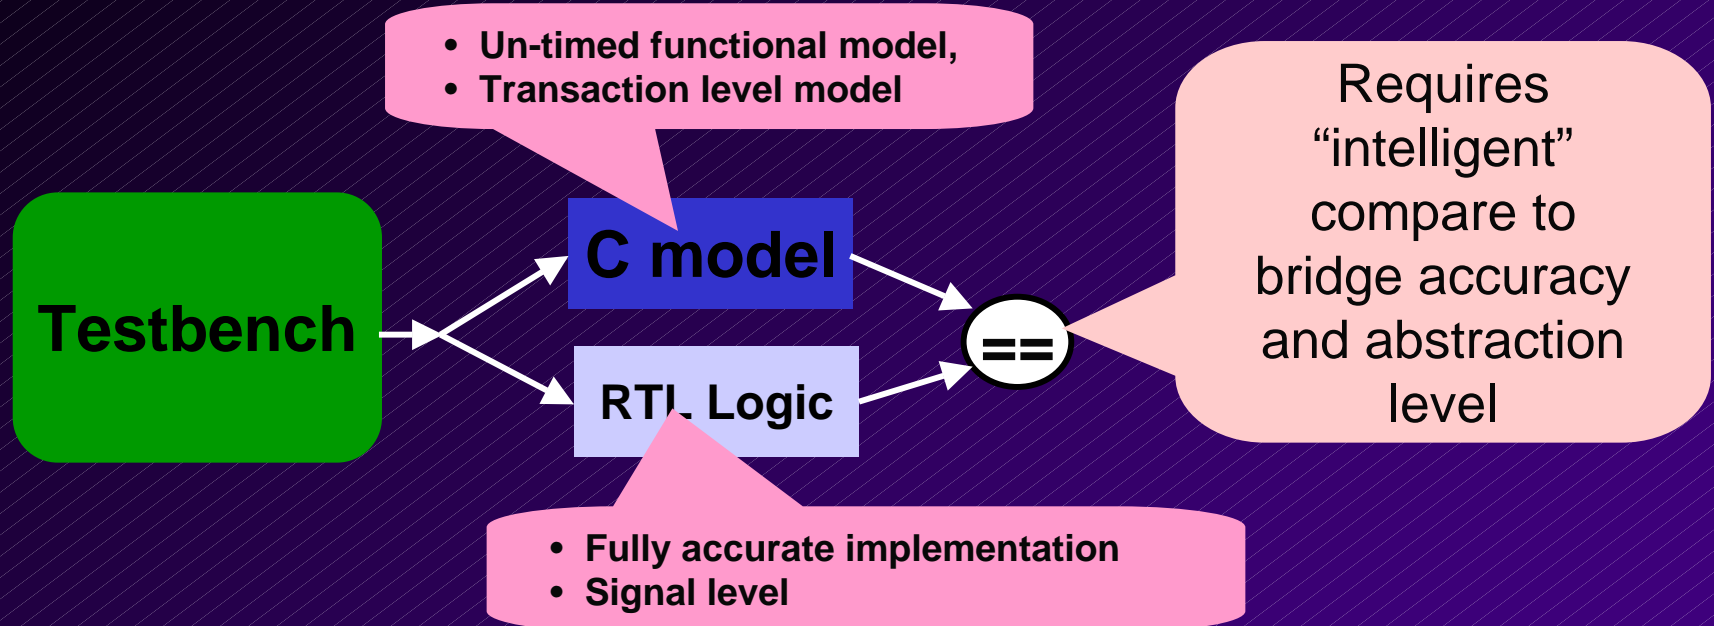 • Un-timed functional model,
• Transaction level model
Requires
“intelligent”
compare to
bridge accuracy
and abstraction
level
Testbench
C model
==
RTL Logic
• Fully accurate implementation
• Signal level